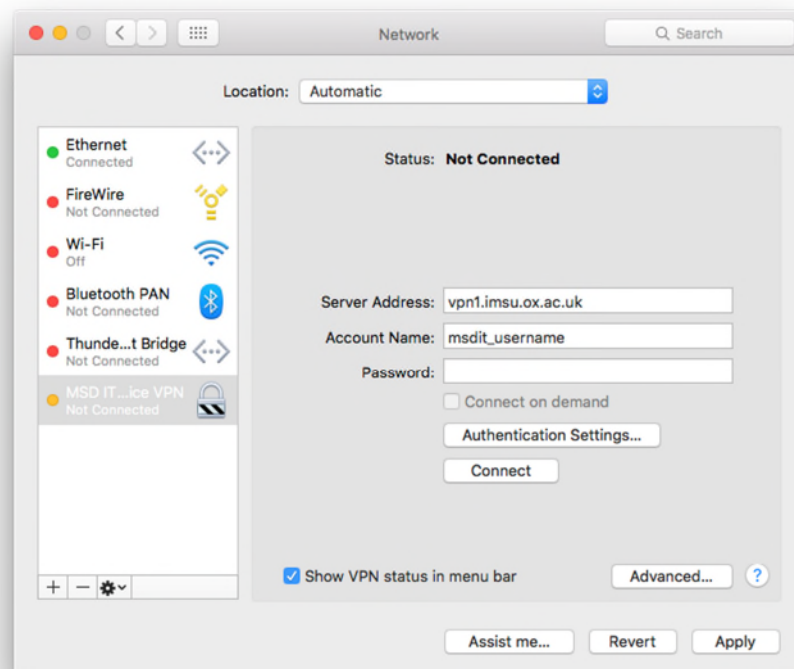 Network
Search
Location: Automatic
Ethernet
Connected
FireWire
Not Connected
Wi-Fi
Off
Bluetooth PAN
Not Connected
Thunde...t Bridge
Not Connected
MSD IT...ice VPN
Not Connected
Status: Not Connected
Server Address: vpn1.imsu.ox.ac.uk
Account Name: msdit_username
Password:
Connect on demand
Authentication Settings...
Connect
Show VPN status in menu bar
Advanced... ?
Assist me... Revert Apply